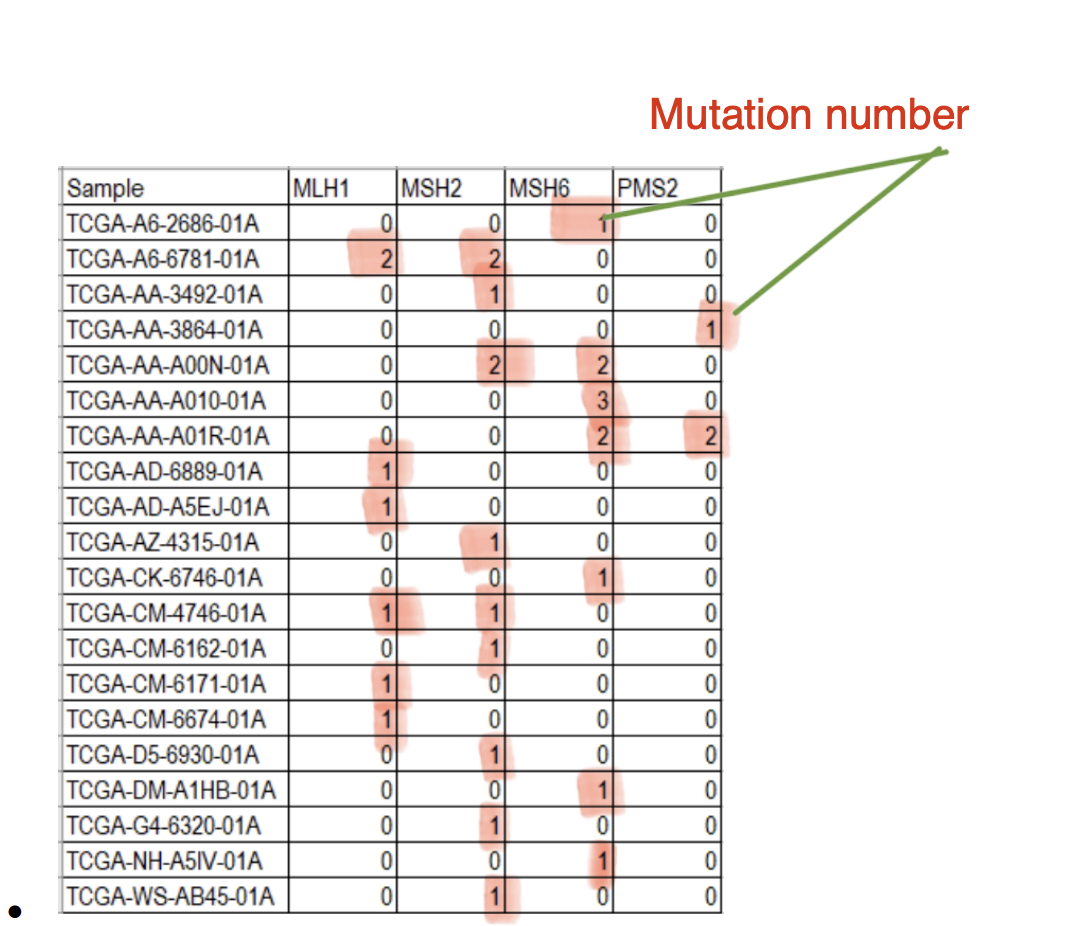 Mutation number
Sample MLH1 MSH2 MSH6 PMS2
TCGA-A6-2686-01A 0 0 1 0
TCGA-A6-6781-01A 2 2 0 0
TCGA-AA-3492-01A 0 1 0 0
TCGA-AA-3864-01A 0 0 0 1
TCGA-AA-A00N-01A 0 2 2 0
TCGA-AA-A010-01A 0 0 3 0
TCGA-AA-A01R-01A 0 0 2 2
TCGA-AD-6889-01A 1 0 0 0
TCGA-AD-A5EJ-01A 1 0 0 0
TCGA-AZ-4315-01A 0 1 0 0
TCGA-CK-6746-01A 0 0 1 0
TCGA-CM-4746-01A 1 1 0 0
TCGA-CM-6162-01A 0 1 0 0
TCGA-CM-6171-01A 1 0 0 0
TCGA-CM-6674-01A 1 0 0 0
TCGA-D5-6930-01A 0 1 0 0
TCGA-DM-A1HB-01A 0 0 1 0
TCGA-G4-6320-01A 0 1 0 0
TCGA-NH-A5IV-01A 0 0 1 0
TCGA-WS-AB45-01A 0 1 0 0